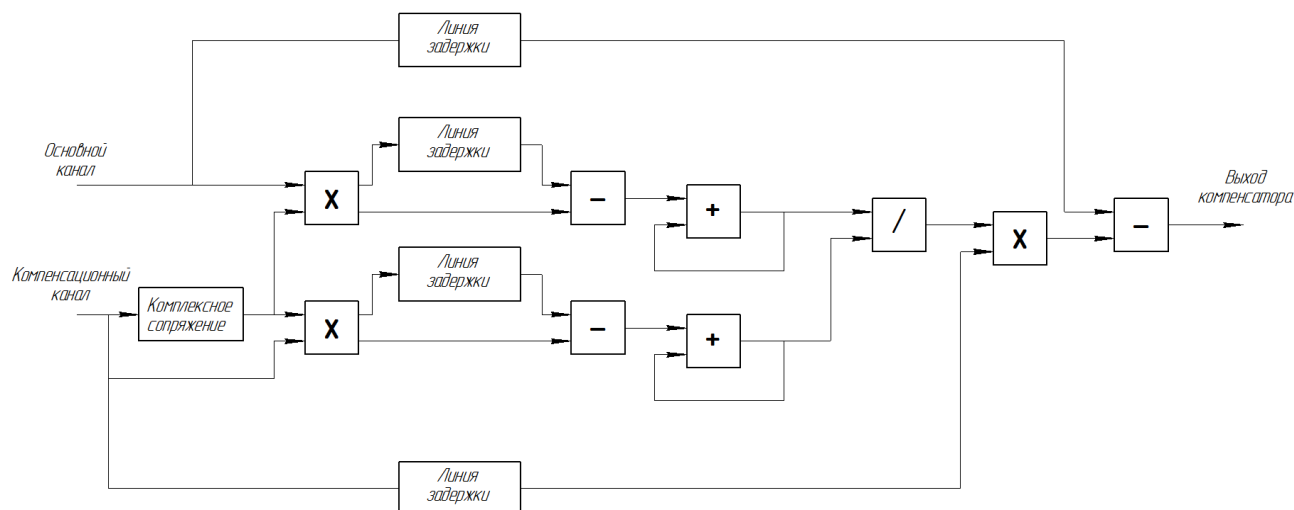 Линия
задержки
Линия
задержки
Основной
канал
X
−
+
/
X
−
Выход
компенсатора
Компенсационный
канал
Комплексное
сопряжение
X
Линия
задержки
−
+
Линия
задержки